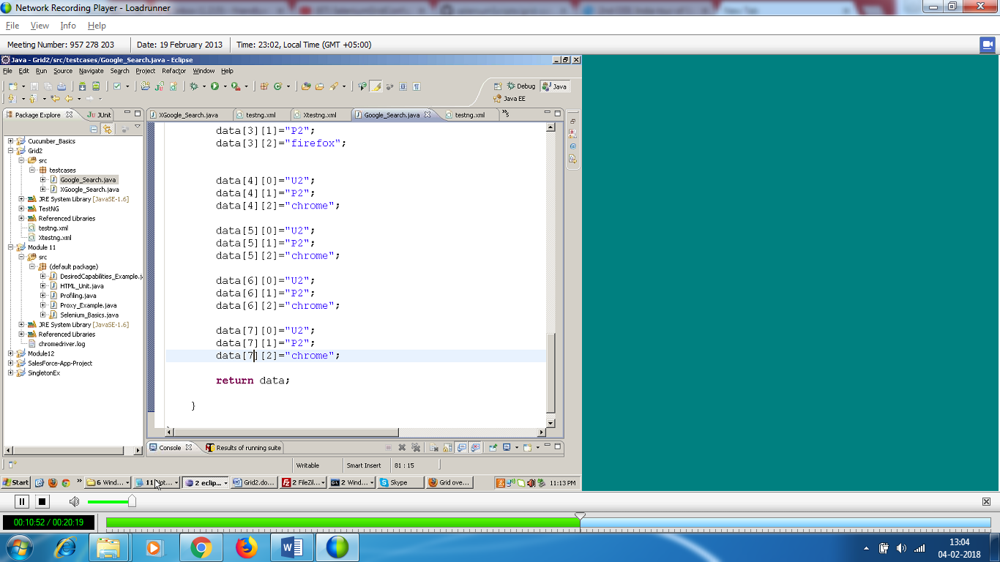 Network Recording Player - Loadrunner
File View Info Help
Meeting Number: 957 278 203 Date: 19 February 2013 Time: 23:02, Local Time (GMT +05:00)
Java - Grid2/src/testcases/Google_Search.java - Eclipse
File Edit Run Source Navigate Search Project Refactor Window Help
Debug Java
Java EE
Package Explore JUnit
XGoogle_Search.java testng.xml Xtestng.xml Google_Search.java testng.xml »5
Cucumber_Basics
Grid2
src
testcases
Google_Search.java
XGoogle_Search.java
JRE System Library [JavaSE-1.6]
TestNG
Referenced Libraries
testng.xml
Xtestng.xml
Module 11
src
(default package)
DesiredCapabilities_Example.j
HTML_Unit.java
Profiling.java
Proxy_Example.java
Selenium_Basics.java
JRE System Library [JavaSE-1.6]
Referenced Libraries
chromedriver.log
Module12
SalesForce-App-Project
SingletonEx
data[3][1]="P2";
data[3][2]="firefox";
data[4][0]="U2";
data[4][1]="P2";
data[4][2]="chrome";
data[5][0]="U2";
data[5][1]="P2";
data[5][2]="chrome";
data[6][0]="U2";
data[6][1]="P2";
data[6][2]="chrome";
data[7][0]="U2";
data[7][1]="P2";
data[7][2]="chrome";
return data;
}
Console Results of running suite
Writable Smart Insert 81 : 15
Start » 6 Wind... 2 eclip... Grid2.do... 2 FileZil... 2 Wind... Skype Grid ove... 11:13 PM
00:10:52 / 00:20:19
13:04
04-02-2018